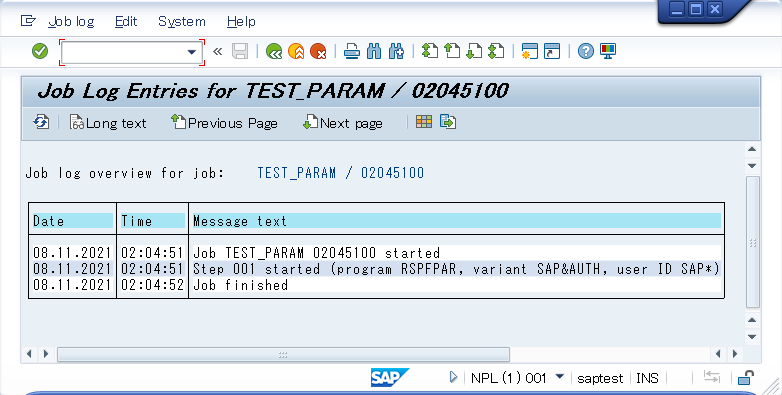 Job log Edit System Help
Job Log Entries for TEST_PARAM / 02045100
Long text Previous Page Next page
Job log overview for job: TEST_PARAM / 02045100
Date Time Message text
08.11.2021 02:04:51 Job TEST_PARAM 02045100 started
08.11.2021 02:04:51 Step 001 started (program RSPFPAR, variant SAP&AUTH, user ID SAP*)
08.11.2021 02:04:52 Job finished
SAP NPL (1) 001 saptest INS